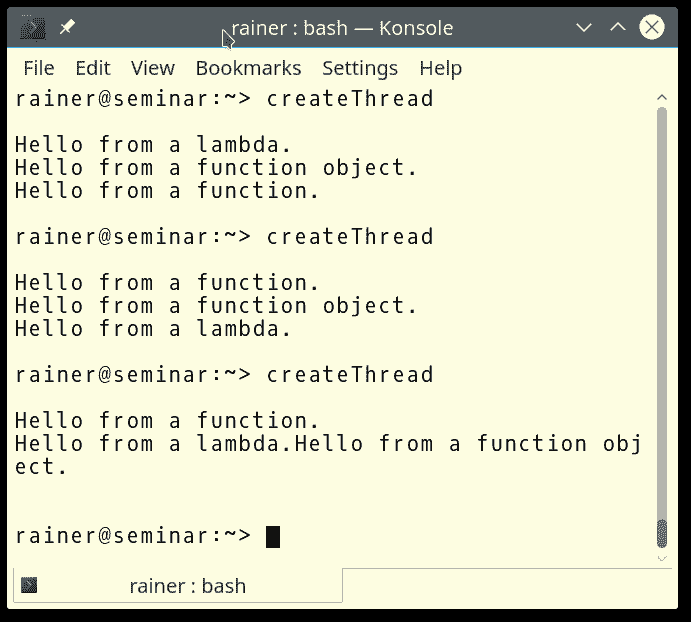 rainer : bash — Konsole
File Edit View Bookmarks Settings Help
rainer@seminar:~> createThread
Hello from a lambda.
Hello from a function object.
Hello from a function.
rainer@seminar:~> createThread
Hello from a function.
Hello from a function object.
Hello from a lambda.
rainer@seminar:~> createThread
Hello from a function.
Hello from a lambda.Hello from a function obj
ect.
rainer@seminar:~>
rainer : bash